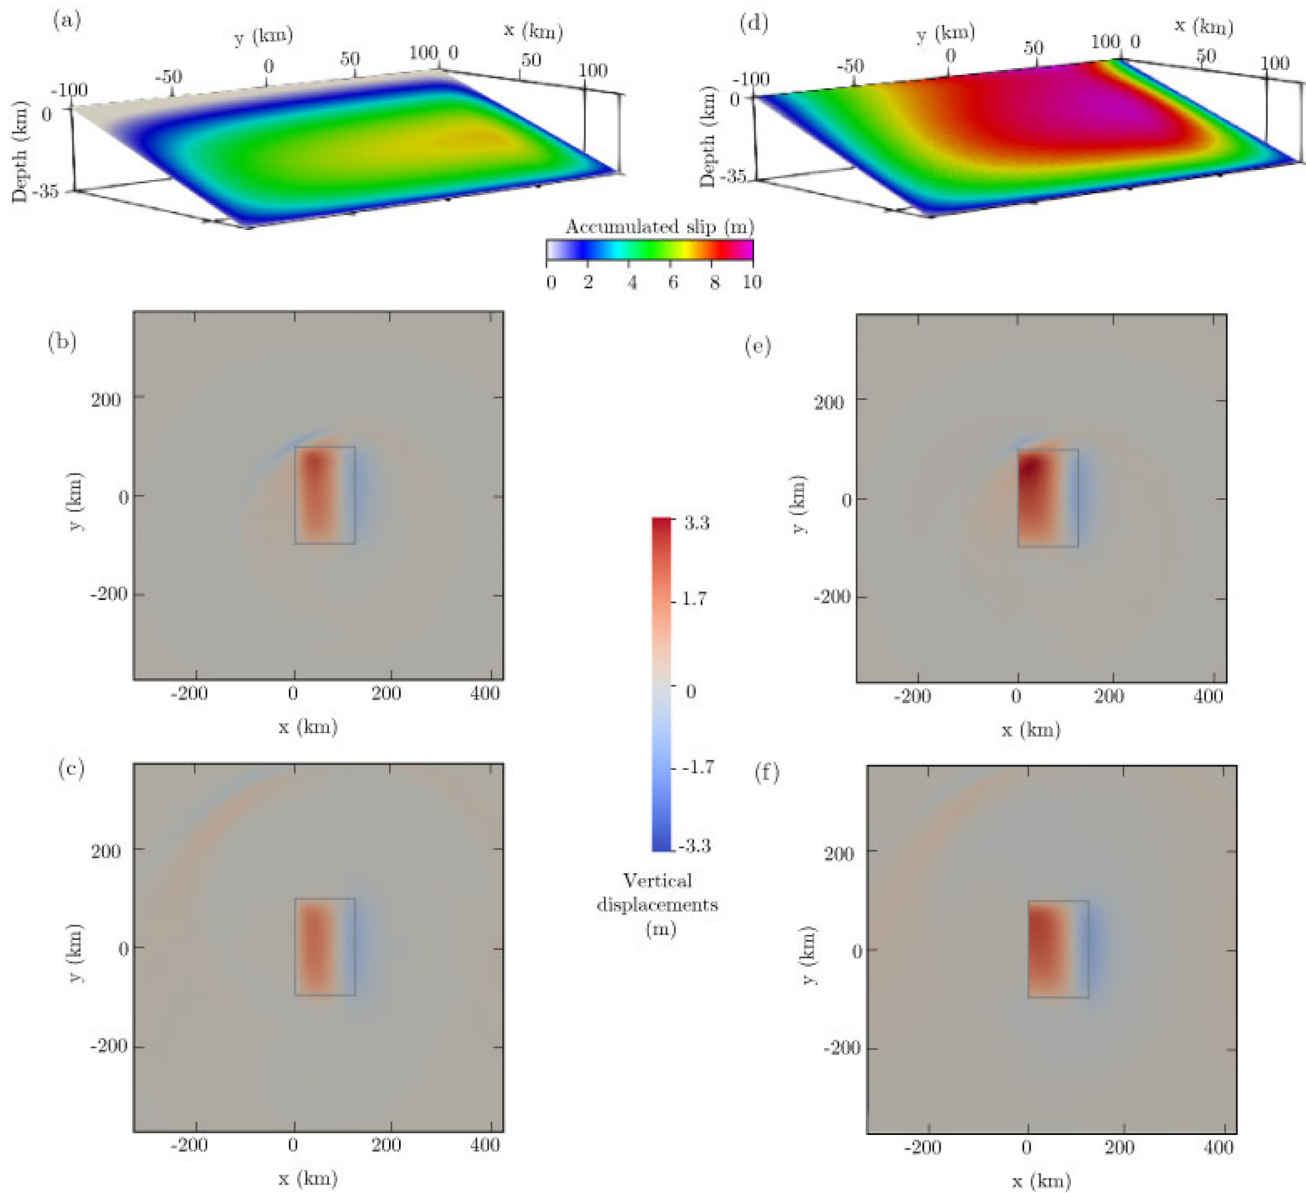 (a)
y (km)
x (km)
-100
-50
0
50
100
0
50
100
0
-35
Depth (km)
(d)
y (km)
x (km)
-100
-50
0
50
100
0
50
100
0
-35
Depth (km)
Accumulated slip (m)
0 2 4 6 8 10
(b)
200
0
-200
y (km)
-200 0 200 400
x (km)
(e)
200
0
-200
y (km)
-200 0 200 400
x (km)
3.3
1.7
0
-1.7
-3.3
Vertical
displacements
(m)
(c)
200
0
-200
y (km)
-200 0 200 400
x (km)
(f)
200
0
-200
y (km)
-200 0 200 400
x (km)